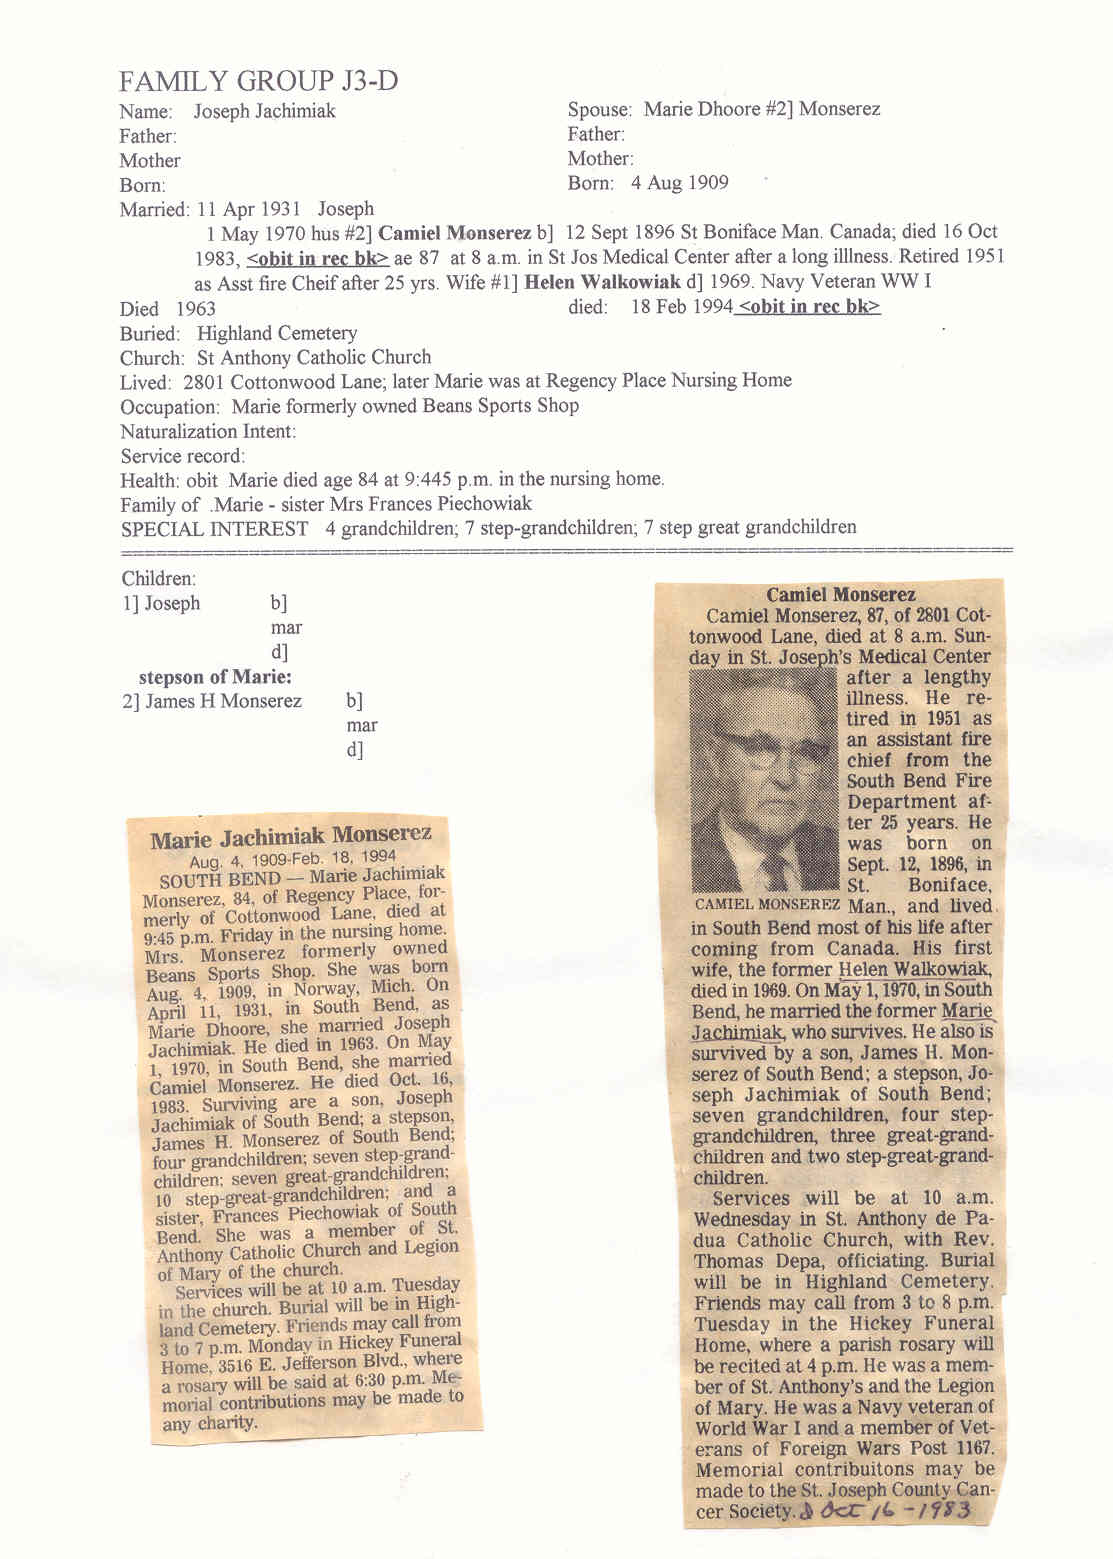 FAMILY GROUP J3-D
Name: Joseph Jachimiak Spouse: Marie Dhoore #2] Monserez
Father: Father:
Mother Mother:
Born: Born: 4 Aug 1909
Married: 11 Apr 1931 Joseph
1 May 1970 hus #2] Camiel Monserez b] 12 Sept 1896 St Boniface Man. Canada; died 16 Oct
1983, <obit in rec bk> ae 87 at 8 a.m. in St Jos Medical Center after a long illlness. Retired 1951
as Asst fire Cheif after 25 yrs. Wife #1] Helen Walkowiak d] 1969. Navy Veteran WW I
Died 1963 died: 18 Feb 1994 <obit in rec bk>
Buried: Highland Cemetery
Church: St Anthony Catholic Church
Lived: 2801 Cottonwood Lane; later Marie was at Regency Place Nursing Home
Occupation: Marie formerly owned Beans Sports Shop
Naturalization Intent:
Service record:
Health: obit Marie died age 84 at 9:445 p.m. in the nursing home.
Family of .Marie - sister Mrs Frances Piechowiak
SPECIAL INTEREST 4 grandchildren; 7 step-grandchildren; 7 step great grandchildren
Children:
1] Joseph b]
mar
d]
stepson of Marie:
2] James H Monserez b]
mar
d]
Marie Jachimiak Monserez
Aug. 4, 1909-Feb. 18, 1994
SOUTH BEND — Marie Jachimiak
Monserez, 84, of Regency Place, for-
merly of Cottonwood Lane, died at
9:45 p.m. Friday in the nursing home.
Mrs. Monserez formerly owned
Beans Sports Shop. She was born
Aug. 4, 1909, in Norway, Mich. On
April 11, 1931, in South Bend, as
Marie Dhoore, she married Joseph
Jachimiak. He died in 1963. On May
1, 1970, in South Bend, she married
Camiel Monserez. He died Oct. 16,
1983. Surviving are a son, Joseph
Jachimiak of South Bend; a stepson,
James H. Monserez of South Bend;
four grandchildren; seven step-grand-
children; seven great-grandchildren;
10 step-great-grandchildren; and a
sister, Frances Piechowiak of South
Bend. She was a member of St.
Anthony Catholic Church and Legion
of Mary of the church.
Services will be at 10 a.m. Tuesday
in the church. Burial will be in High-
land Cemetery. Friends may call from
3 to 7 p.m. Monday in Hickey Funeral
Home, 3516 E. Jefferson Blvd., where
a rosary will be said at 6:30 p.m. Me-
morial contributions may be made to
any charity.
Camiel Monserez
Camiel Monserez, 87, of 2801 Cot-
tonwood Lane, died at 8 a.m. Sun-
day in St. Joseph's Medical Center
after a lengthy
illness. He re-
tired in 1951 as
an assistant fire
chief from the
South Bend Fire
Department af-
ter 25 years. He
was born on
Sept. 12, 1896, in
St. Boniface,
CAMIEL MONSEREZ Man., and lived
in South Bend most of his life after
coming from Canada. His first
wife, the former Helen Walkowiak,
died in 1969. On May 1, 1970, in South
Bend, he married the former Marie
Jachimiak, who survives. He also is
survived by a son, James H. Mon-
serez of South Bend; a stepson, Jo-
seph Jachimiak of South Bend;
seven grandchildren, four step-
grandchildren, three great-grand-
children and two step-great-grand-
children.
Services will be at 10 a.m.
Wednesday in St. Anthony de Pa-
dua Catholic Church, with Rev.
Thomas Depa, officiating. Burial
will be in Highland Cemetery.
Friends may call from 3 to 8 p.m.
Tuesday in the Hickey Funeral
Home, where a parish rosary will
be recited at 4 p.m. He was a mem-
ber of St. Anthony's and the Legion
of Mary. He was a Navy veteran of
World War I and a member of Vet-
erans of Foreign Wars Post 1167.
Memorial contribuitons may be
made to the St. Joseph County Can-
cer Society. d Oct 16 - 1983